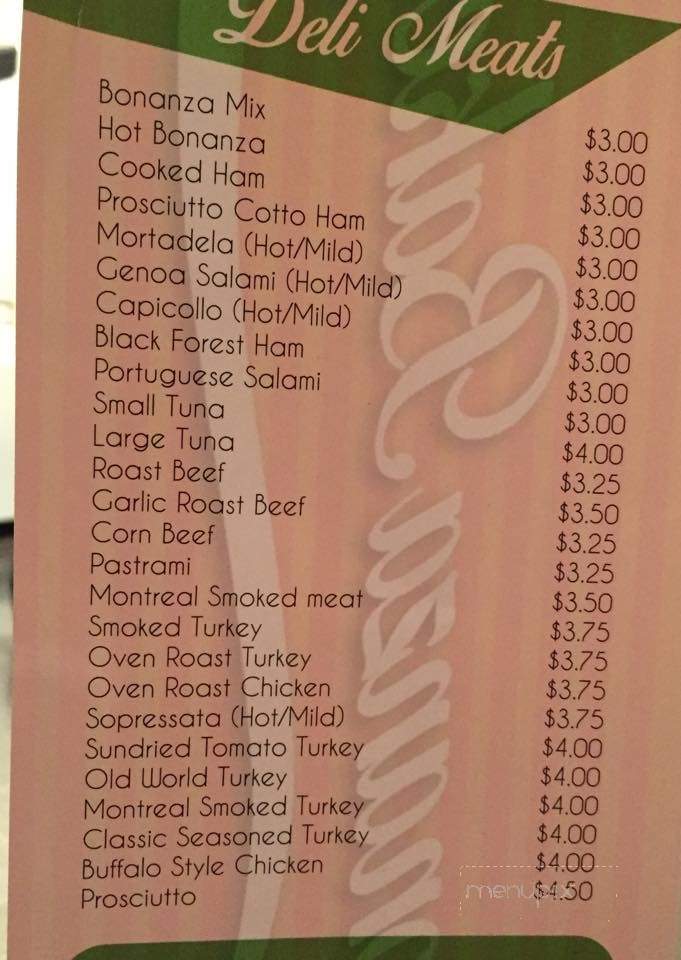 Deli Meats
Bonanza Mix $3.00
Hot Bonanza $3.00
Cooked Ham $3.00
Prosciutto Cotto Ham $3.00
Mortadela (Hot/Mild) $3.00
Genoa Salami (Hot/Mild) $3.00
Capicollo (Hot/Mild) $3.00
Black Forest Ham $3.00
Portuguese Salami $3.00
Small Tuna $3.00
Large Tuna $4.00
Roast Beef $3.25
Garlic Roast Beef $3.50
Corn Beef $3.25
Pastrami $3.25
Montreal Smoked meat $3.50
Smoked Turkey $3.75
Oven Roast Turkey $3.75
Oven Roast Chicken $3.75
Sopressata (Hot/Mild) $3.75
Sundried Tomato Turkey $4.00
Old World Turkey $4.00
Montreal Smoked Turkey $4.00
Classic Seasoned Turkey $4.00
Buffalo Style Chicken $4.00
Prosciutto $4.50
menupix